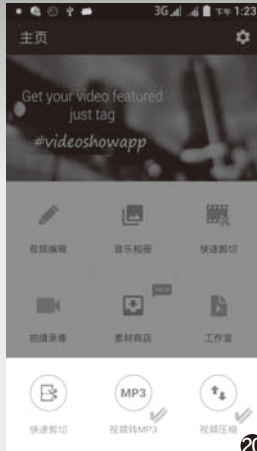 3G 下午 1:23
主页
Get your video featured
just tag
#videoshowapp
视频编辑 音乐相册 快速剪切
NEW
拍摄录像 素材商店 工作室
MP3
快速剪切 视频转MP3 视频压缩
20